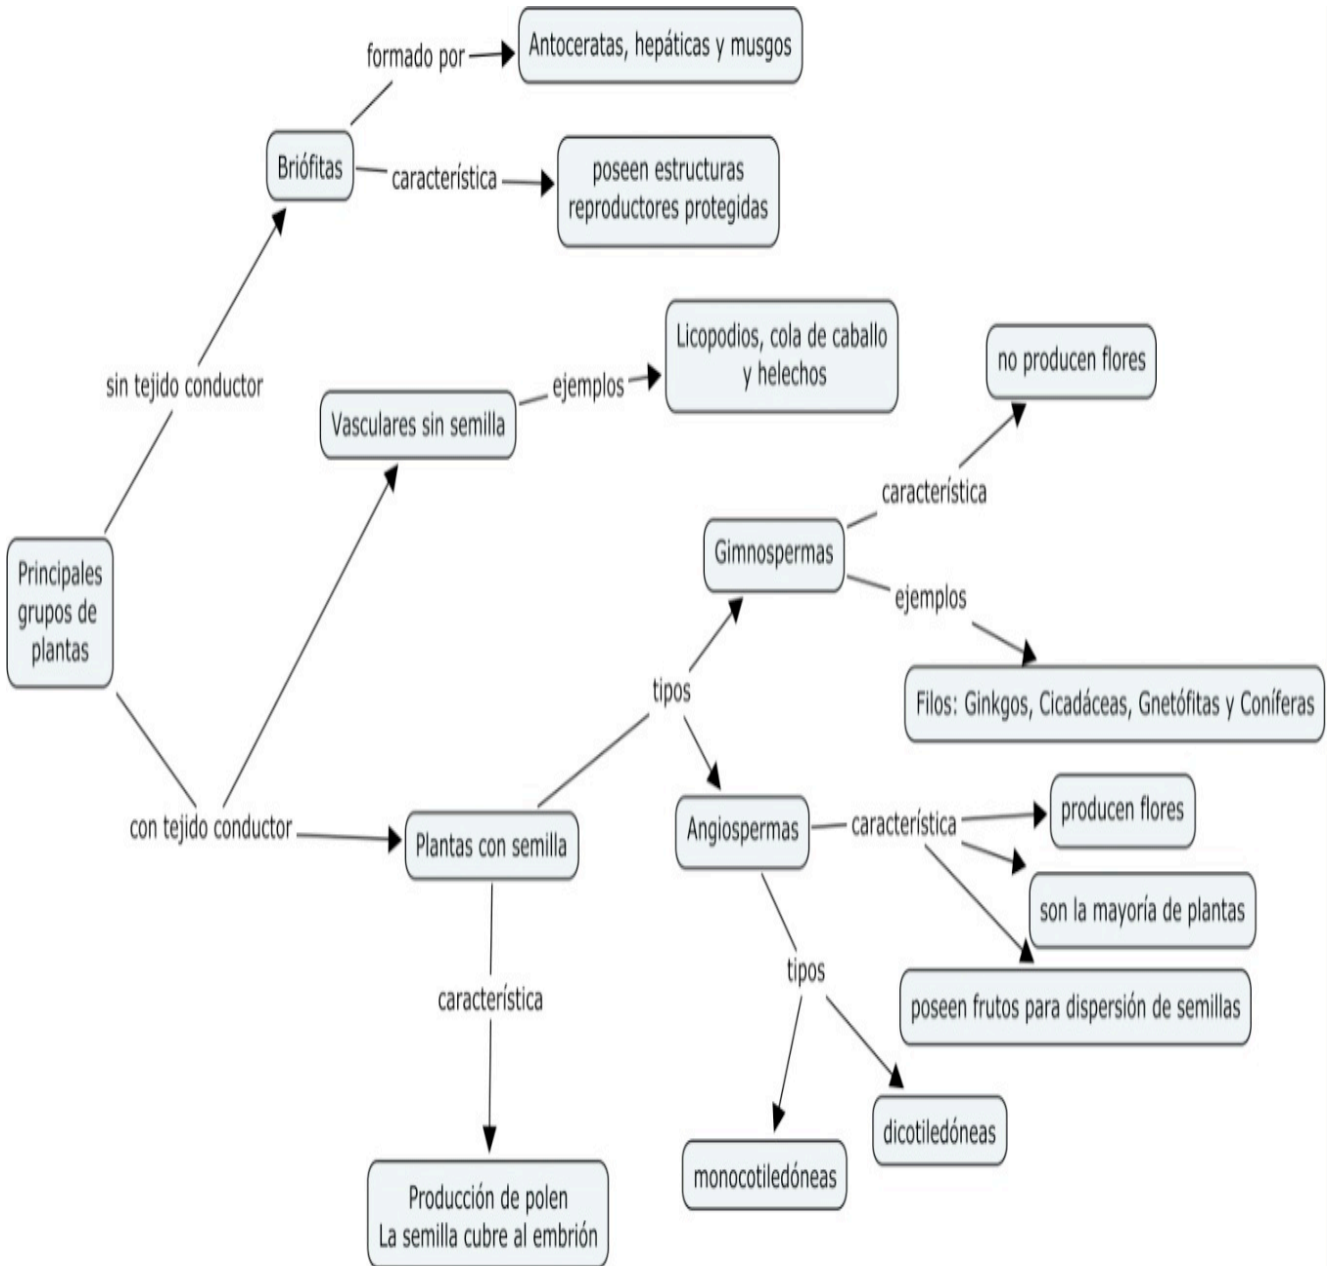 formado por
Antoceratas, hepáticas y musgos
Briófitas
característica
poseen estructuras
reproductores protegidas
sin tejido conductor
Vasculares sin semilla
ejemplos
Licopodios, cola de caballo
y helechos
no producen flores
característica
Gimnospermas
ejemplos
Filos: Ginkgos, Cicadáceas, Gnetófitas y Coníferas
Principales
grupos de
plantas
tipos
con tejido conductor
Plantas con semilla
Angiospermas
característica
producen flores
son la mayoría de plantas
poseen frutos para dispersión de semillas
tipos
característica
dicotiledóneas
monocotiledóneas
Producción de polen
La semilla cubre al embrión